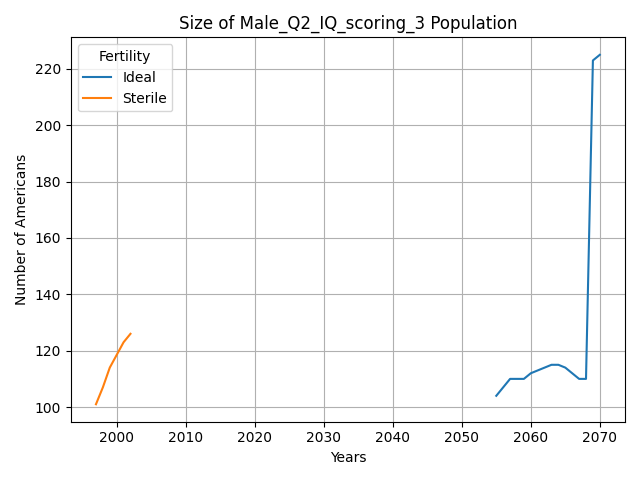 Size of Male_Q2_IQ_scoring_3 Population
Fertility
Ideal
Sterile
Number of Americans
220
200
180
160
140
120
100
2000 2010 2020 2030 2040 2050 2060 2070
Years